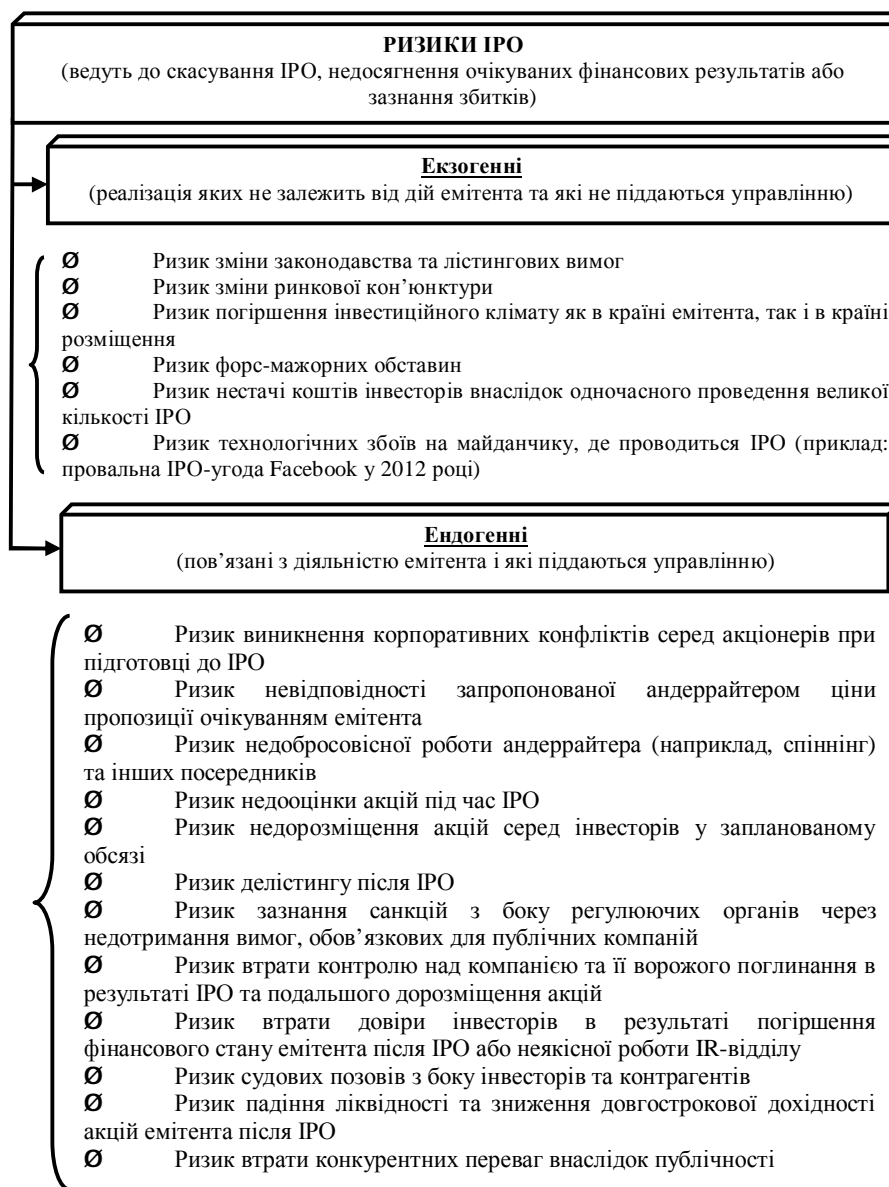 РИЗИКИ ІРО
(ведуть до скасування ІРО, недосягнення очікуваних фінансових результатів або
зазнання збитків)
Екзогенні
(реалізація яких не залежить від дій емітента та які не піддаються управлінню)
Ø Ризик зміни законодавства та лістингових вимог
Ø Ризик зміни ринкової кон’юнктури
Ø Ризик погіршення інвестиційного клімату як в країні емітента, так і в країні
розміщення
Ø Ризик форс-мажорних обставин
Ø Ризик нестачі коштів інвесторів внаслідок одночасного проведення великої
кількості ІРО
Ø Ризик технологічних збоїв на майданчику, де проводиться ІРО (приклад:
провальна ІРО-угода Facebook у 2012 році)
Ендогенні
(пов’язані з діяльністю емітента і які піддаються управлінню)
Ø Ризик виникнення корпоративних конфліктів серед акціонерів при
підготовці до ІРО
Ø Ризик невідповідності запропонованої андеррайтером ціни
пропозиції очікуванням емітента
Ø Ризик недобросовісної роботи андеррайтера (наприклад, спіннінг)
та інших посередників
Ø Ризик недооцінки акцій під час ІРО
Ø Ризик недорозміщення акцій серед інвесторів у запланованому
обсязі
Ø Ризик делістингу після ІРО
Ø Ризик зазнання санкцій з боку регулюючих органів через
недотримання вимог, обов’язкових для публічних компаній
Ø Ризик втрати контролю над компанією та її ворожого поглинання в
результаті ІРО та подальшого дорозміщення акцій
Ø Ризик втрати довіри інвесторів в результаті погіршення
фінансового стану емітента після ІРО або неякісної роботи IR-відділу
Ø Ризик судових позовів з боку інвесторів та контрагентів
Ø Ризик падіння ліквідності та зниження довгострокової дохідності
акцій емітента після ІРО
Ø Ризик втрати конкурентних переваг внаслідок публічності